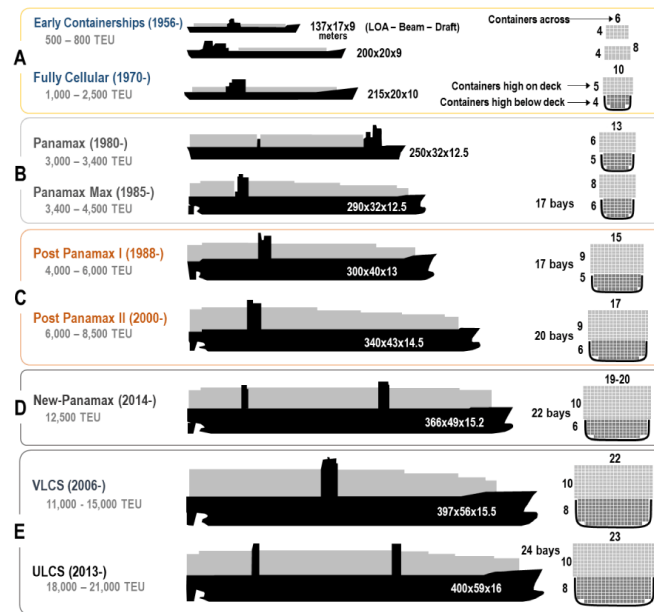 Early Containerships (1956-)
500 – 800 TEU
137x17x9
meters
(LOA – Beam – Draft)
Containers across
6
4
200x20x9
4
8
A
Fully Cellular (1970-)
1,000 – 2,500 TEU
215x20x10
10
Containers high on deck
5
Containers high below deck
4
Panamax (1980-)
3,000 – 3,400 TEU
250x32x12.5
13
6
5
B
Panamax Max (1985-)
3,400 – 4,500 TEU
290x32x12.5
17 bays
8
6
Post Panamax I (1988-)
4,000 – 6,000 TEU
300x40x13
17 bays
15
9
5
C
Post Panamax II (2000-)
6,000 – 8,500 TEU
340x43x14.5
20 bays
17
9
6
D
New-Panamax (2014-)
12,500 TEU
366x49x15.2
22 bays
19-20
10
6
VLCS (2006-)
11,000 - 15,000 TEU
397x56x15.5
22
10
8
E
ULCS (2013-)
18,000 – 21,000 TEU
400x59x16
24 bays
23
10
8